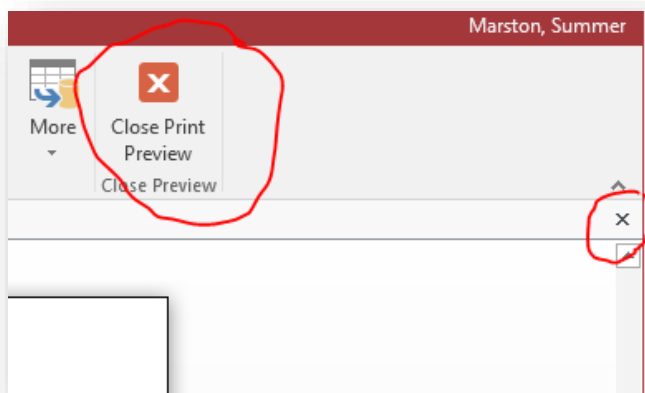 Marston, Summer
More
Close Print
Preview
Close Preview